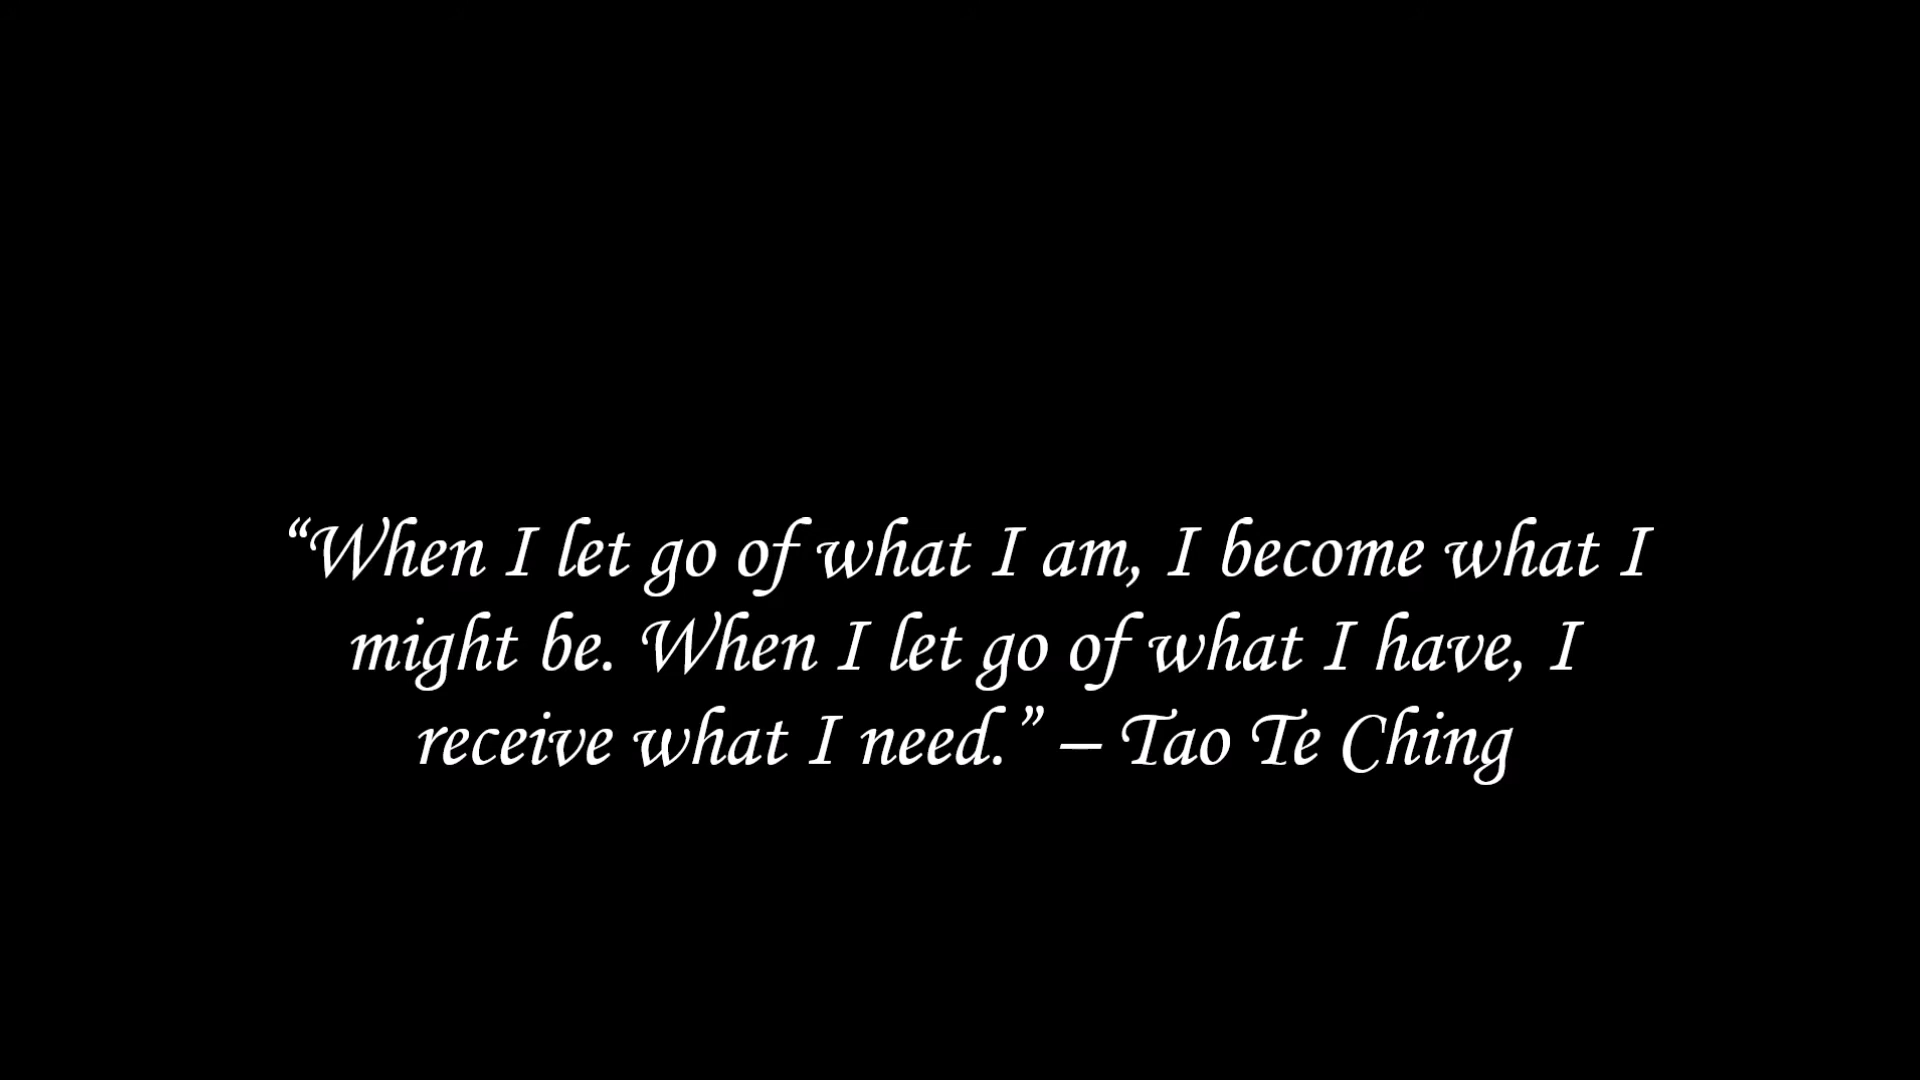 “When I let go of what I am, I become what I
might be. When I let go of what I have, I
receive what I need.” – Tao Te Ching